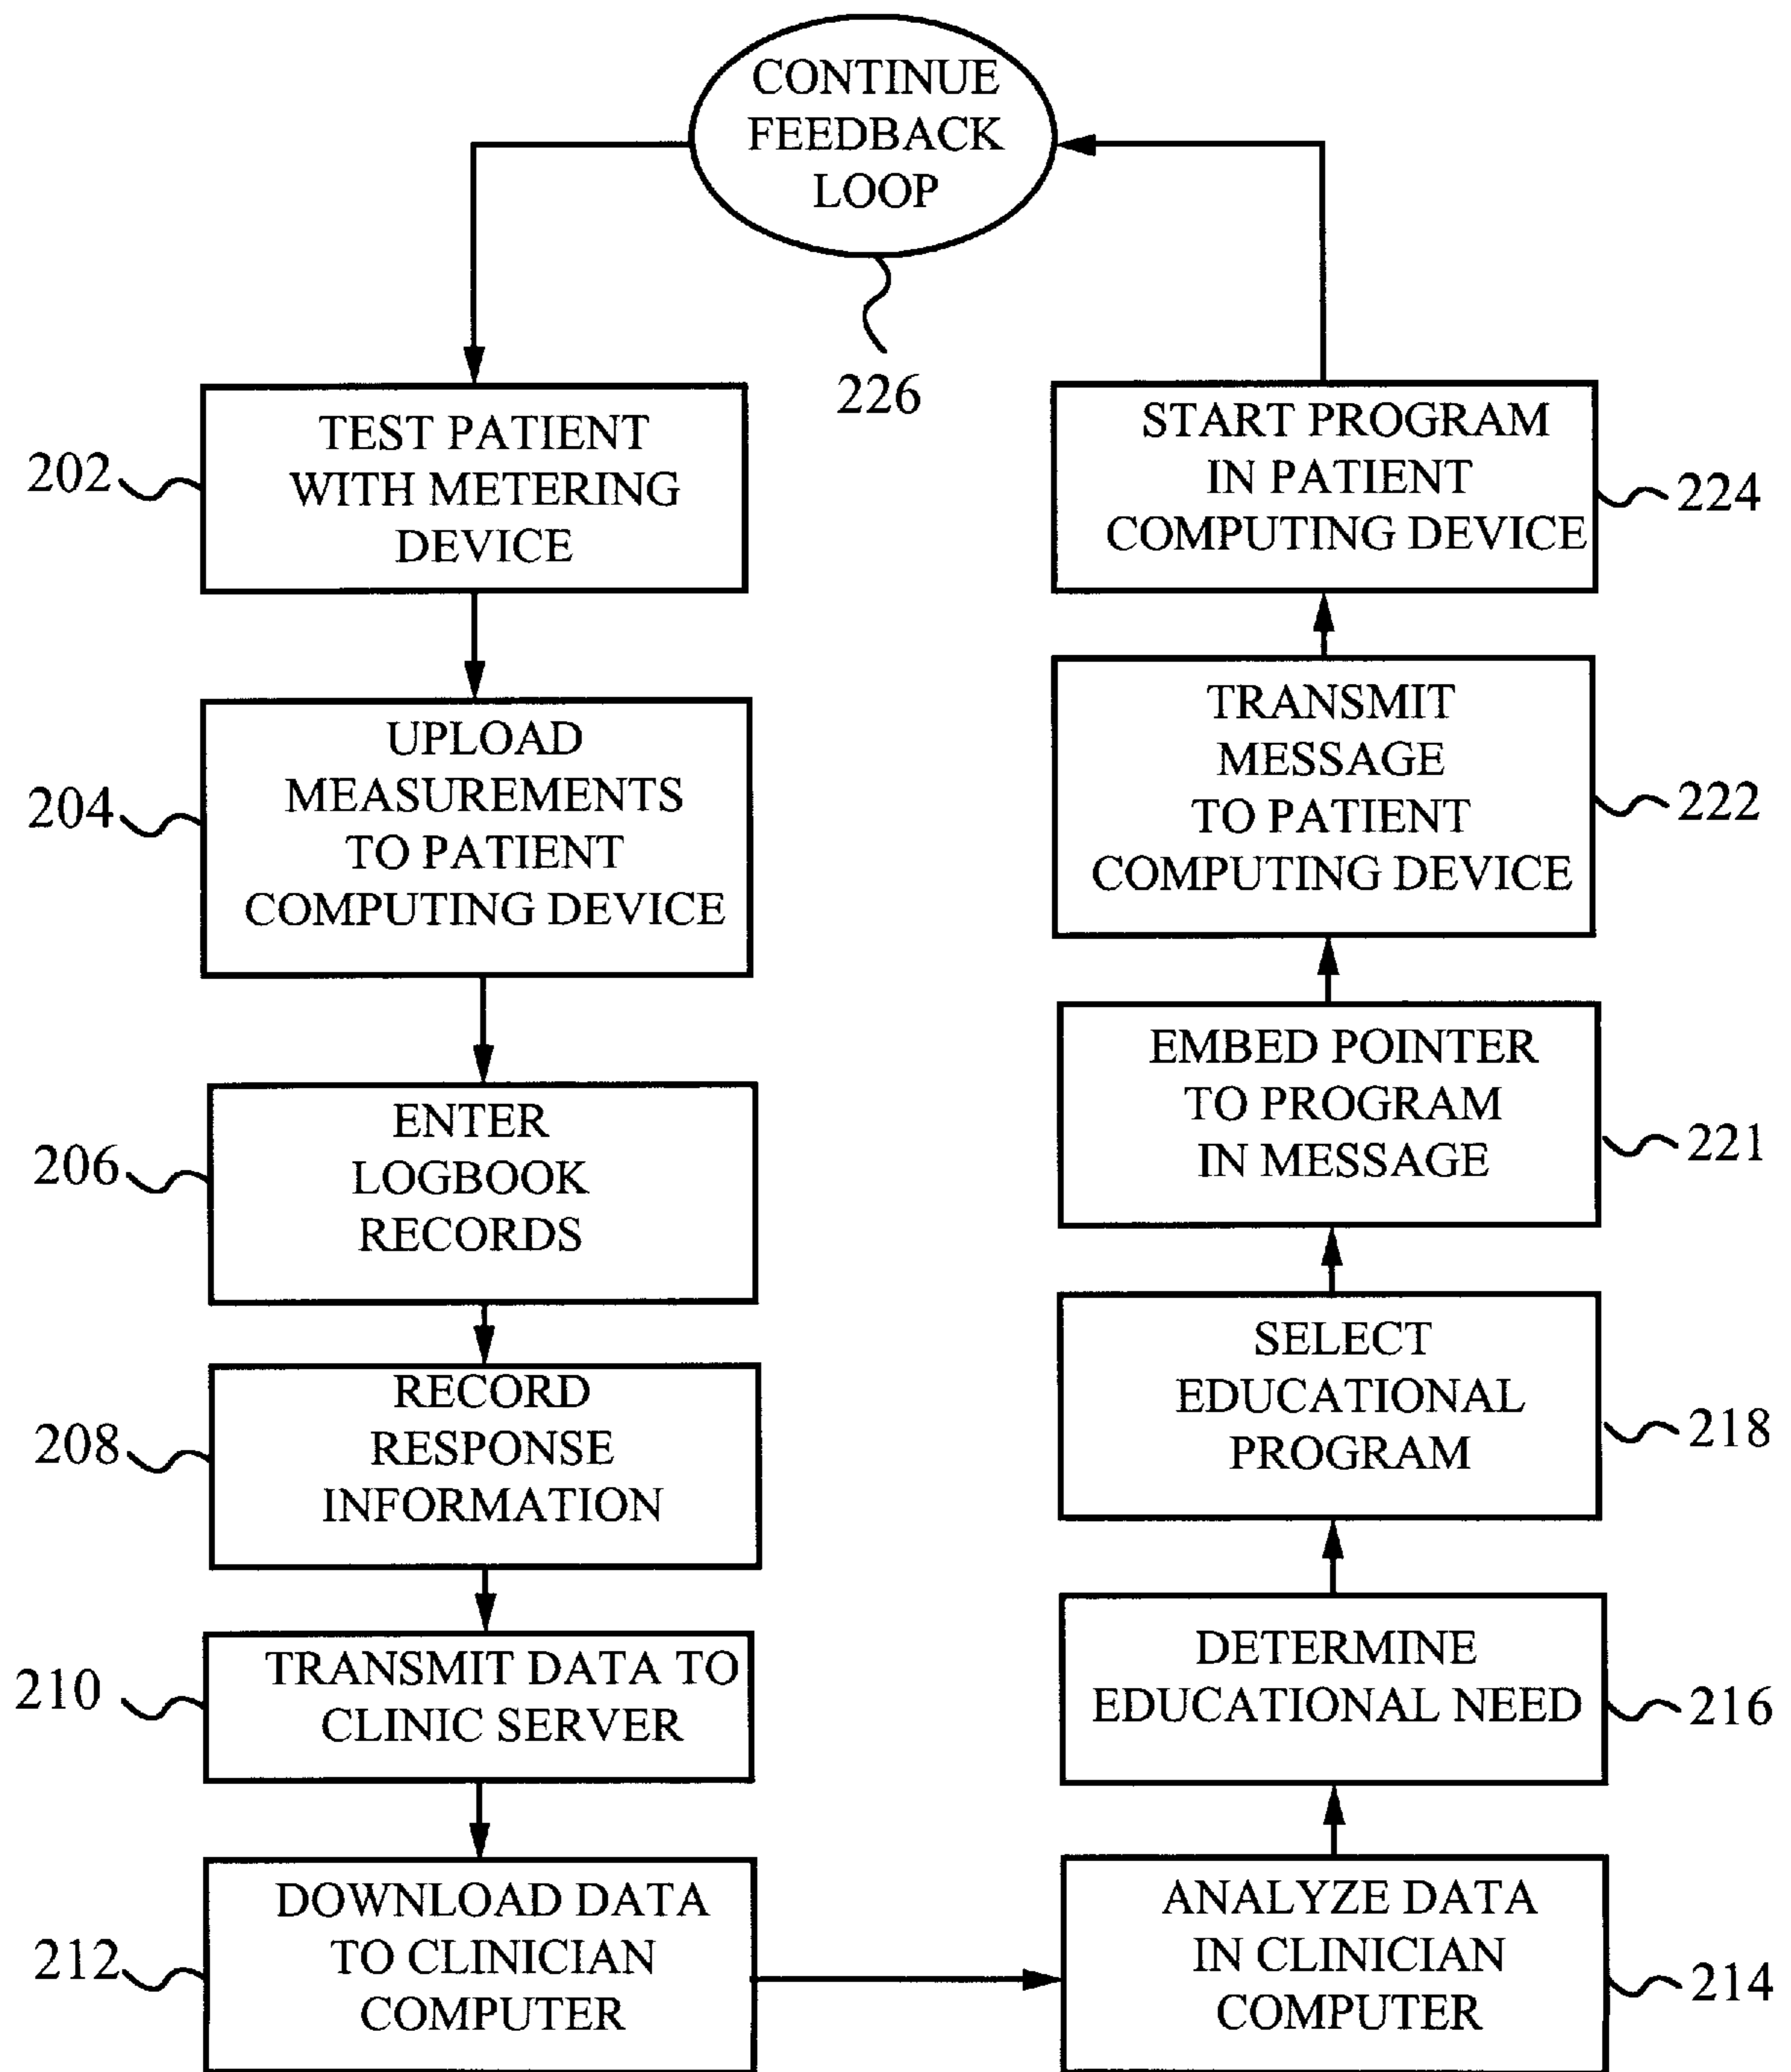 CONTINUE
FEEDBACK
LOOP
226
202
TEST PATIENT
WITH METERING
DEVICE
204
UPLOAD
MEASUREMENTS
TO PATIENT
COMPUTING DEVICE
206
ENTER
LOGBOOK
RECORDS
208
RECORD
RESPONSE
INFORMATION
210
TRANSMIT DATA TO
CLINIC SERVER
212
DOWNLOAD DATA
TO CLINICIAN
COMPUTER
ANALYZE DATA
IN CLINICIAN
COMPUTER
214
DETERMINE
EDUCATIONAL NEED
216
SELECT
EDUCATIONAL
PROGRAM
218
EMBED POINTER
TO PROGRAM
IN MESSAGE
221
TRANSMIT
MESSAGE
TO PATIENT
COMPUTING DEVICE
222
START PROGRAM
IN PATIENT
COMPUTING DEVICE
224